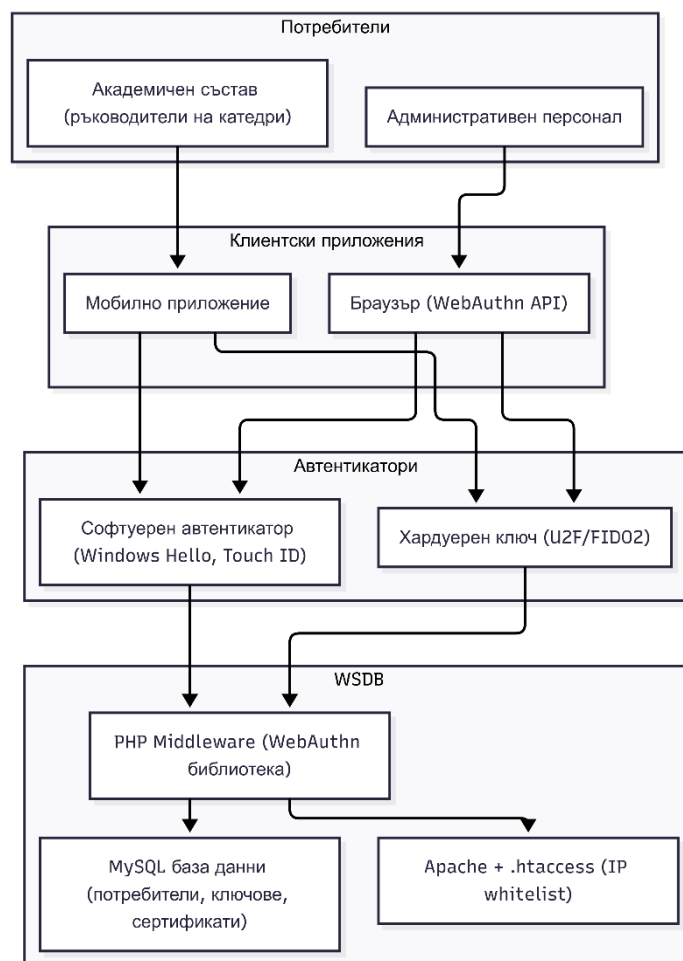 Потребители
Академичен състав
(ръководители на катедри)
Административен персонал
Клиентски приложения
Мобилно приложение
Браузър (WebAuthn API)
Автентикатори
Софтуерен автентикатор
(Windows Hello, Touch ID)
Хардуерен ключ (U2F/FIDO2)
WSDB
PHP Middleware (WebAuthn
библиотека)
MySQL база данни
(потребители, ключове,
сертификати)
Apache + .htaccess (IP
whitelist)